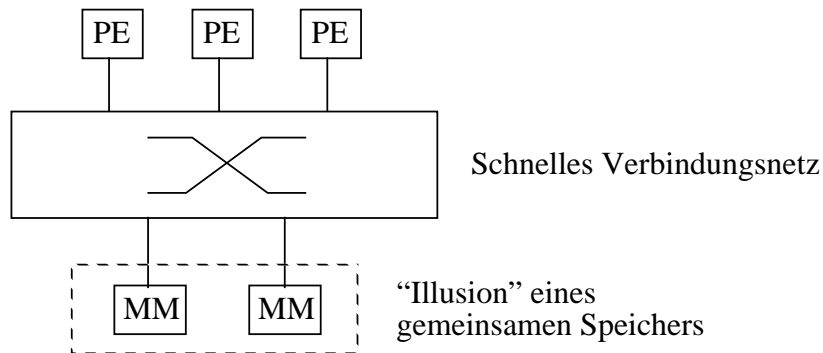 PE PE PE
Schnelles Verbindungsnetz
MM MM
“Illusion” eines
gemeinsamen Speichers